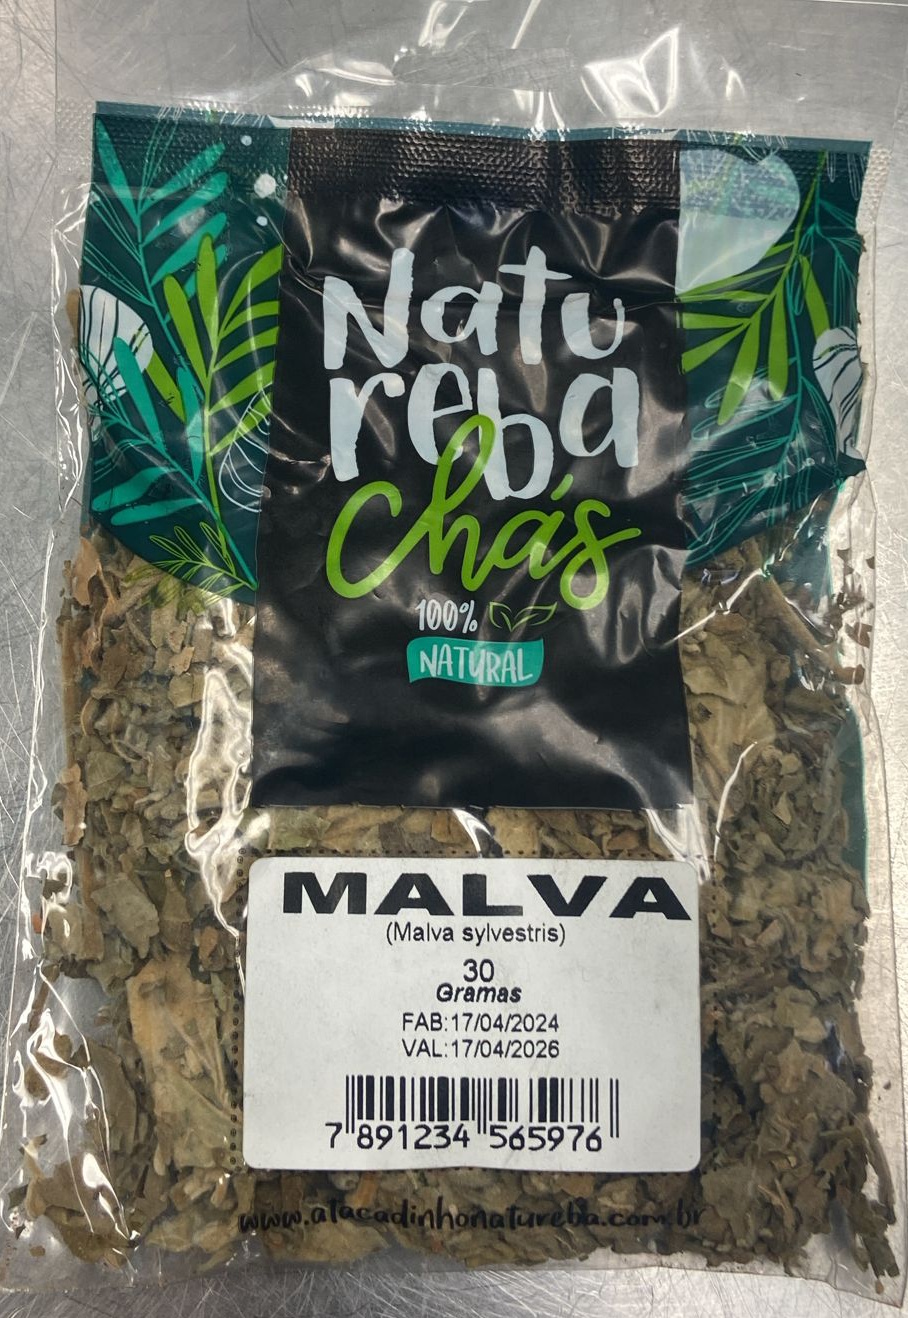 Natu
reba
Chás
100%
NATURAL
MALVA
(Malva sylvestris)
30
Gramas
FAB:17/04/2024
VAL:17/04/2026
7 891234 565976
www.atacadinhonatureba.com.br